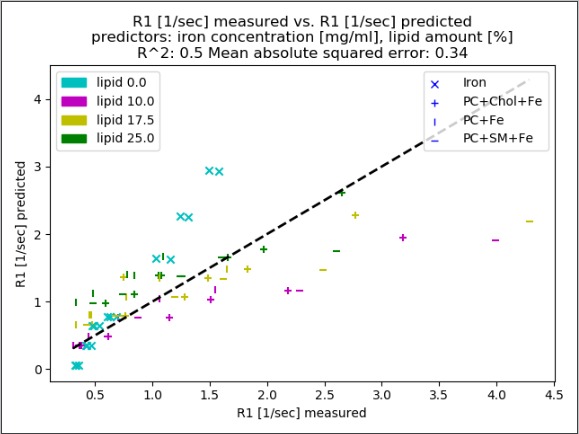 R1 [1/sec] measured vs. R1 [1/sec] predicted
predictors: iron concentration [mg/ml], lipid amount [%]
R^2: 0.5 Mean absolute squared error: 0.34
lipid 0.0
lipid 10.0
lipid 17.5
lipid 25.0
Iron
PC+Chol+Fe
PC+Fe
PC+SM+Fe
R1 [1/sec] predicted
4
3
2
1
0
0.5 1.0 1.5 2.0 2.5 3.0 3.5 4.0 4.5
R1 [1/sec] measured